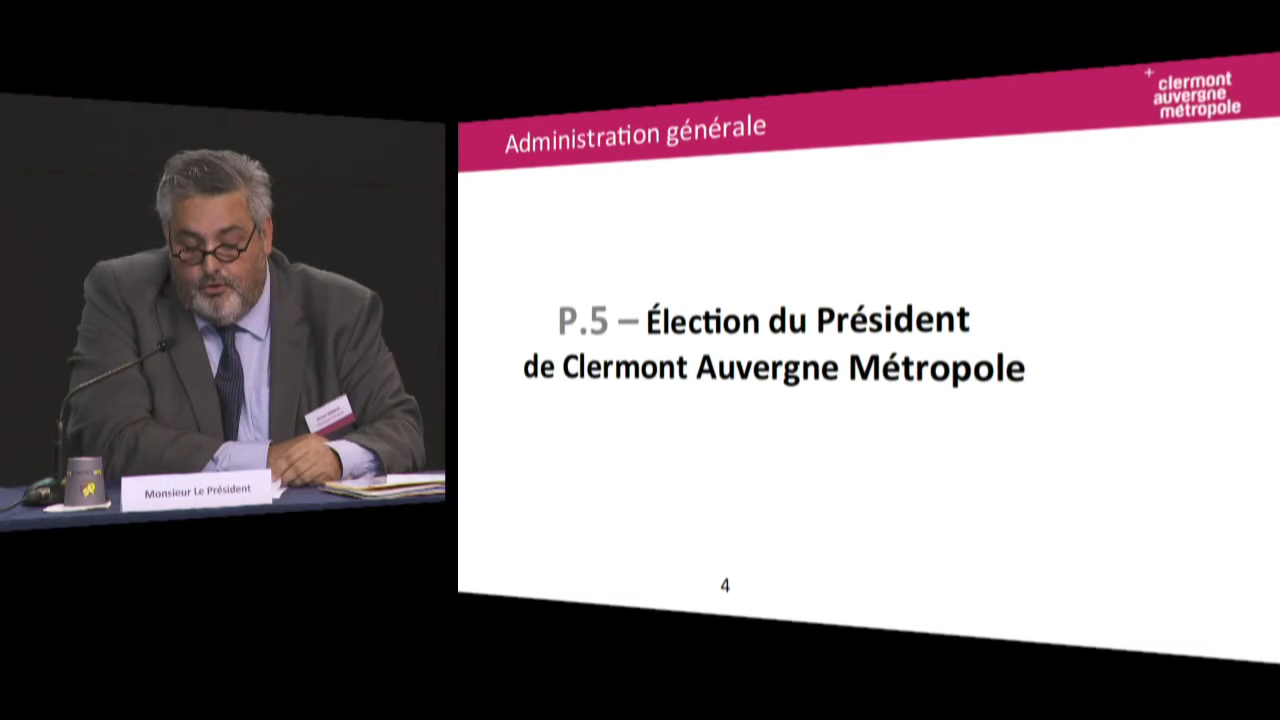 Administration générale
+
clermont
auvergne
métropole
P.5 – Élection du Président
de Clermont Auvergne Métropole
4
Monsieur Le Président